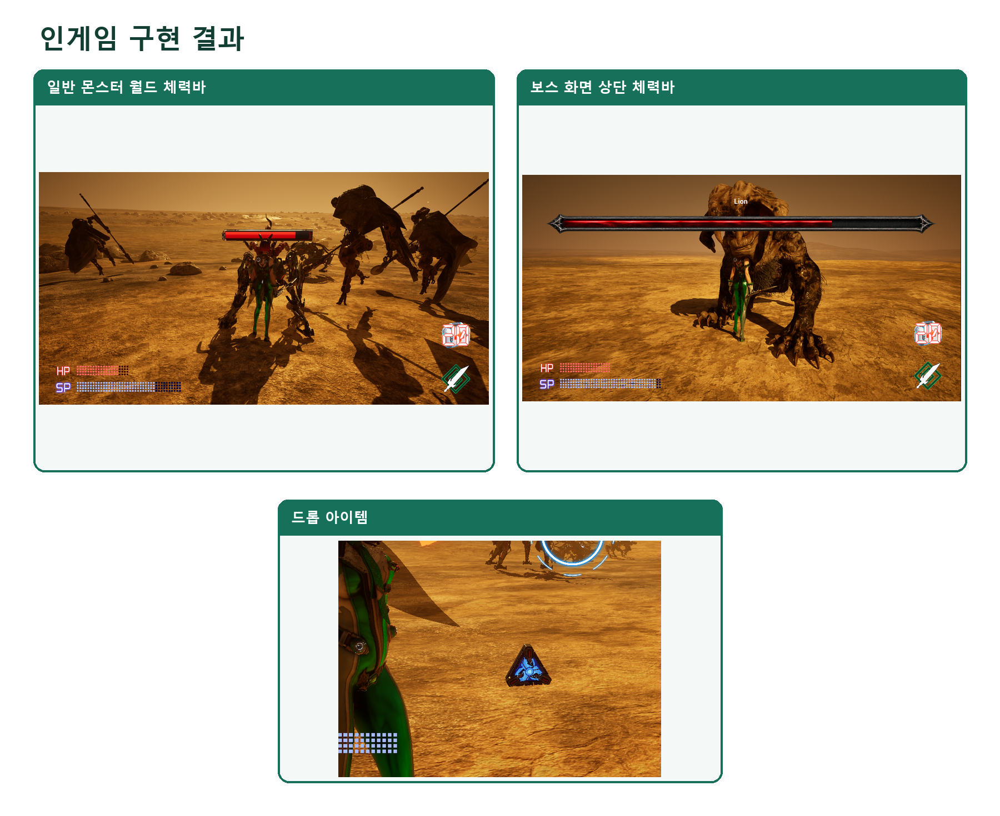 인게임 구현 결과
일반 몬스터 월드 체력바
보스 화면 상단 체력바
HP
SP
Lion
HP
SP
드롭 아이템